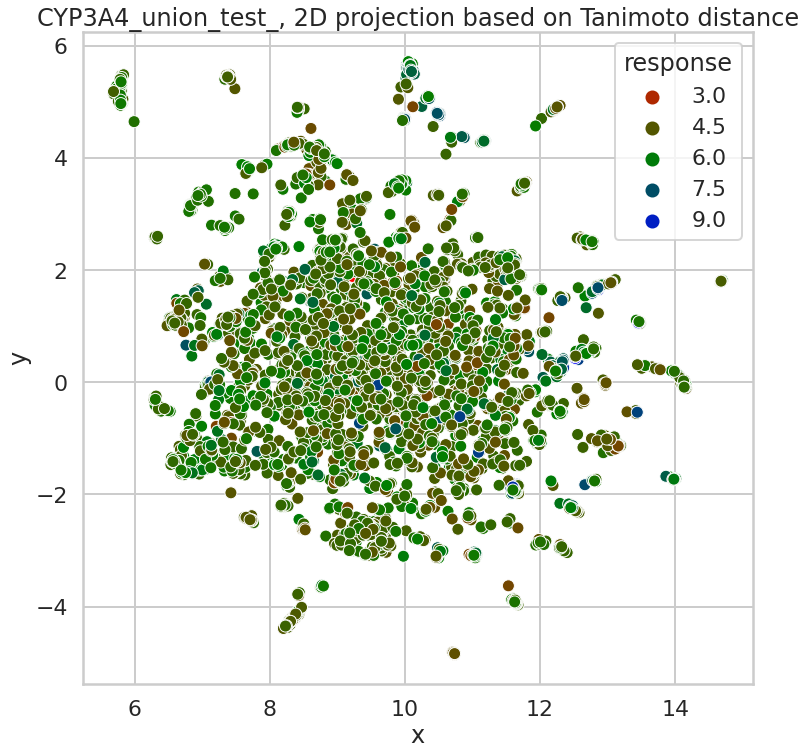 CYP3A4_union_test_, 2D projection based on Tanimoto distance
response
3.0
4.5
6.0
7.5
9.0
6
4
2
0
−2
−4
y
6 8 10 12 14
x